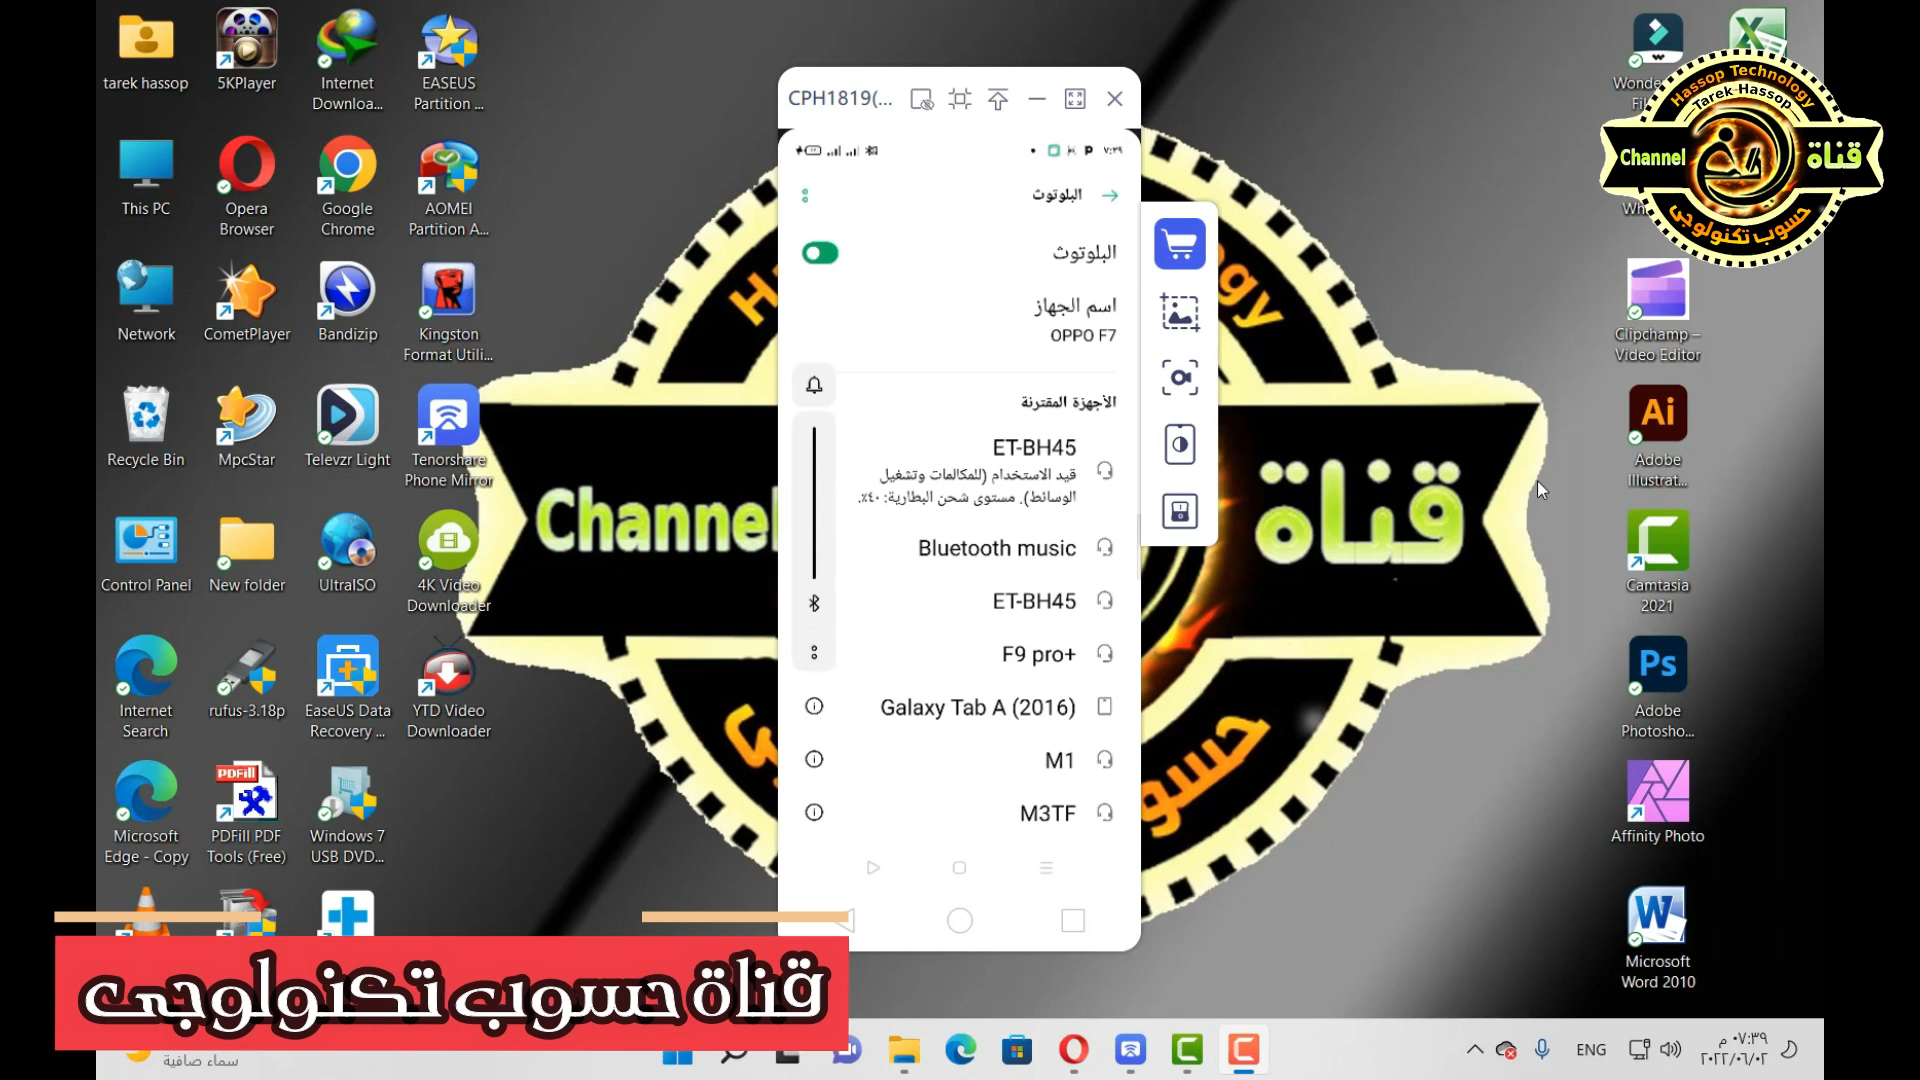 tarek hassop
5KPlayer
Internet
Downloa...
EASEUS
Partition ...
This PC
Opera
Browser
Google
Chrome
AOMEI
Partition A...
Network
CometPlayer
Bandizip
Kingston
Format Utili...
Recycle Bin
MpcStar
Televzr Light
Tenorshare
Phone Mirror
Control Panel
New folder
UltraISO
4K Video
Downloader
Internet
Search
rufus-3.18p
EaseUS Data
Recovery ...
YTD Video
Downloader
Microsoft
Edge - Copy
PDFill PDF
Tools (Free)
Windows 7
USB DVD...
CPH1819(...
٧:٣٩
البلوتوث
البلوتوث
اسم الجهاز
OPPO F7
الأجهزة المقترنة
ET-BH45
قيد الاستخدام (للمكالمات وتشغيل
الوسائط). مستوى شحن البطارية: ٤٠٪.
Bluetooth music
ET-BH45
F9 pro+
Galaxy Tab A (2016)
M1
M3TF
Channel
قناة
Hassop Technology
Tarek Hassop
Channel
قناة
حسوب تكنولوجى
Clipchamp –
Video Editor
Ai
Adobe
Illustrat...
Camtasia
2021
Ps
Adobe
Photosho...
Affinity Photo
Microsoft
Word 2010
قناة حسوب تكنولوجى
سماء صافية
ENG
٠٧:٣٩ م
٢٠٢٢/٠٦/٠٢